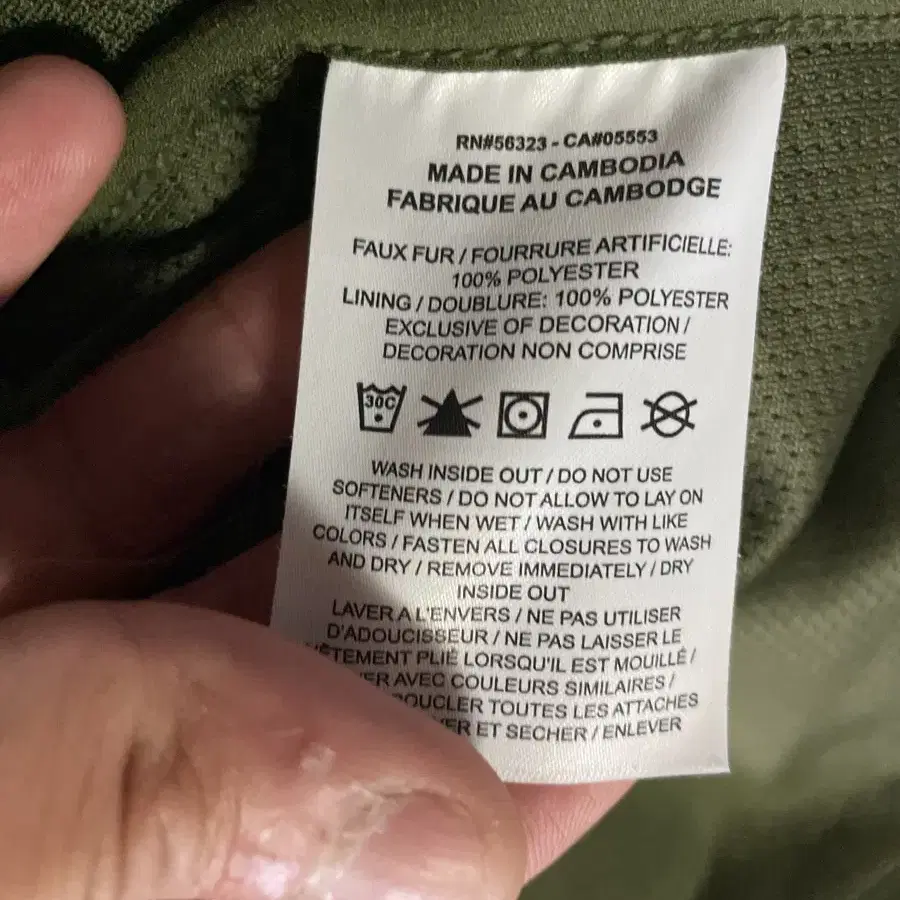 RN#56323 - CA#05553
MADE IN CAMBODIA
FABRIQUE AU CAMBODGE
FAUX FUR / FOURRURE ARTIFICIELLE:
100% POLYESTER
LINING / DOUBLURE: 100% POLYESTER
EXCLUSIVE OF DECORATION /
DECORATION NON COMPRISE
30C
WASH INSIDE OUT / DO NOT USE
SOFTENERS / DO NOT ALLOW TO LAY ON
ITSELF WHEN WET / WASH WITH LIKE
COLORS / FASTEN ALL CLOSURES TO WASH
AND DRY / REMOVE IMMEDIATELY / DRY
INSIDE OUT
LAVER A L'ENVERS / NE PAS UTILISER
D'ADOUCISSEUR / NE PAS LAISSER LE
VÊTEMENT PLIÉ LORSQU'IL EST MOUILLÉ /
AVEC COULEURS SIMILAIRES /
TOUTES LES ATTACHES
ET SECHER / ENLEVER